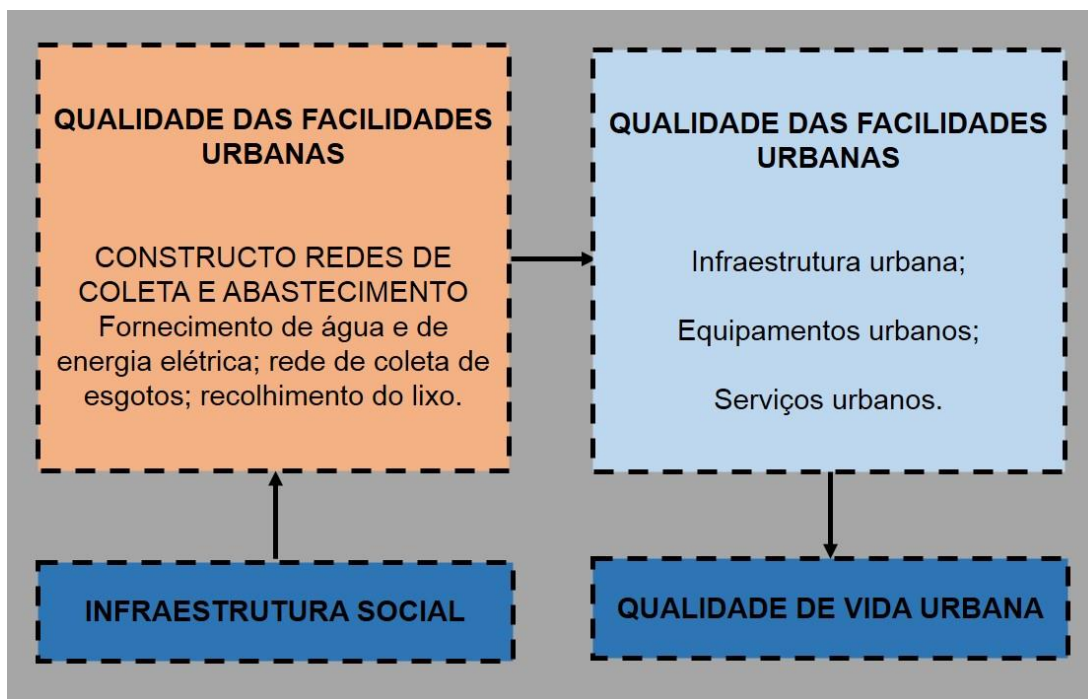 QUALIDADE DAS FACILIDADES
URBANAS
CONSTRUCTO REDES DE
COLETA E ABASTECIMENTO
Fornecimento de água e de
energia elétrica; rede de coleta de
esgotos; recolhimento do lixo.
QUALIDADE DAS FACILIDADES
URBANAS
Infraestrutura urbana;
Equipamentos urbanos;
Serviços urbanos.
INFRAESTRUTURA SOCIAL
QUALIDADE DE VIDA URBANA